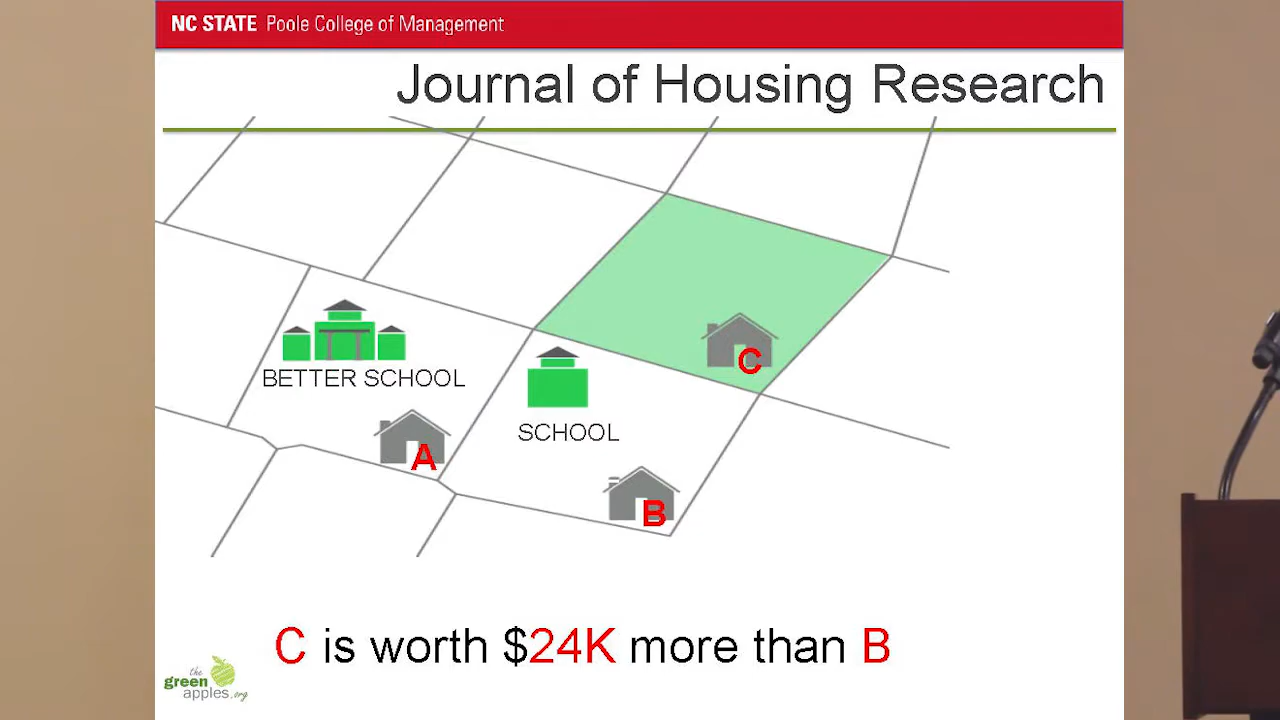 NC STATE Poole College of Management
Journal of Housing Research
BETTER SCHOOL
SCHOOL
A
B
C
C is worth $24K more than B
the
green
apples.org